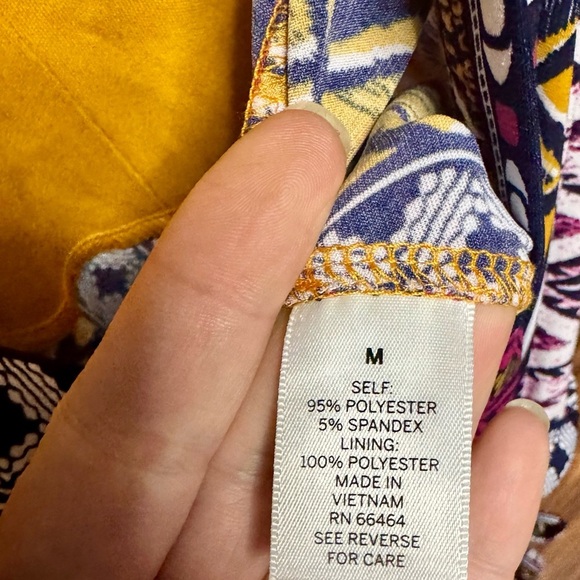 M
SELF:
95% POLYESTER
5% SPANDEX
LINING:
100% POLYESTER
MADE IN
VIETNAM
RN 66464
SEE REVERSE
FOR CARE